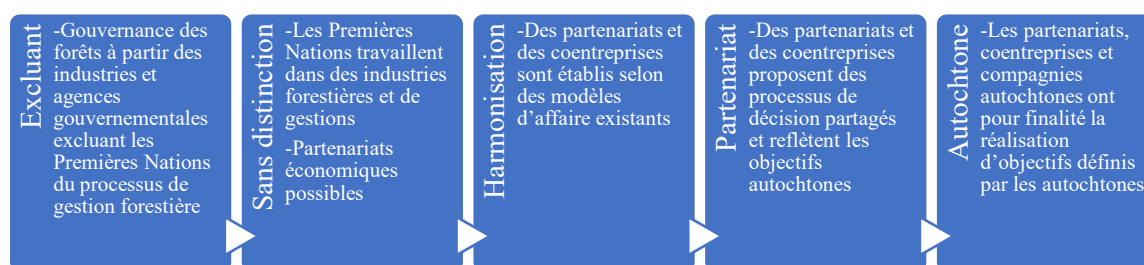 Excluant
-Gouvernance des
forêts à partir des
industries et
agences
gouvernementales
excluant les
Premières Nations
du processus de
gestion forestière
Sans distinction
-Les Premières
Nations travaillent
dans des industries
forestières et de
gestions
-Partenariats
économiques
possibles
Harmonisation
-Des partenariats et
des coentreprises
sont établis selon
des modèles
d’affaire existants
Partenariat
-Des partenariats et
des coentreprises
proposent des
processus de
décision partagés
et reflètent les
objectifs
autochtones
Autochtone
-Les partenariats,
coentreprises et
compagnies
autochtones ont
pour finalité la
réalisation
d’objectifs définis
par les autochtones